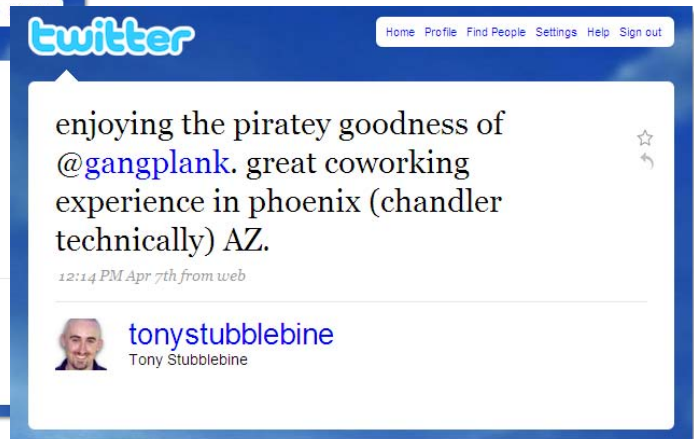 twitter
Home Profile Find People Settings Help Sign out
enjoying the piratey goodness of
@gangplank. great coworking
experience in phoenix (chandler
technically) AZ.
12:14 PM Apr 7th from web
tonystubblebine
Tony Stubblebine